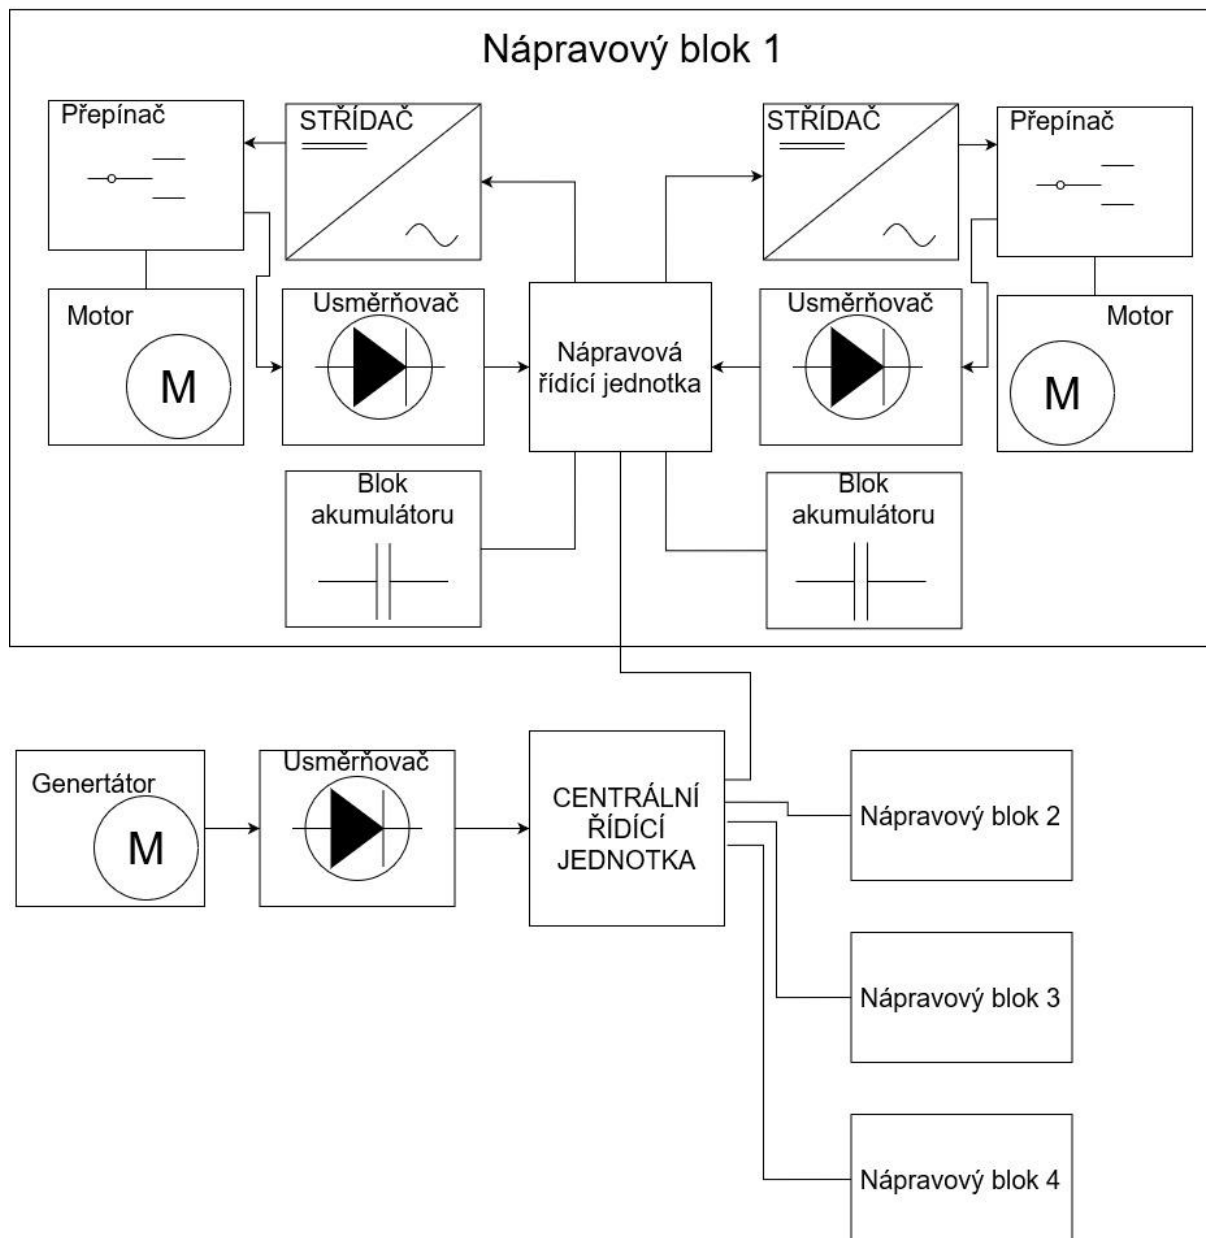 Nápravový blok 1
Přepínač
STŘÍDAČ
STŘÍDAČ
Přepínač
Motor
M
Usměrňovač
Nápravová
řídící jednotka
Usměrňovač
Motor
M
Blok
akumulátoru
Blok
akumulátoru
Genertátor
M
Usměrňovač
CENTRÁLNÍ
ŘÍDÍCÍ
JEDNOTKA
Nápravový blok 2
Nápravový blok 3
Nápravový blok 4